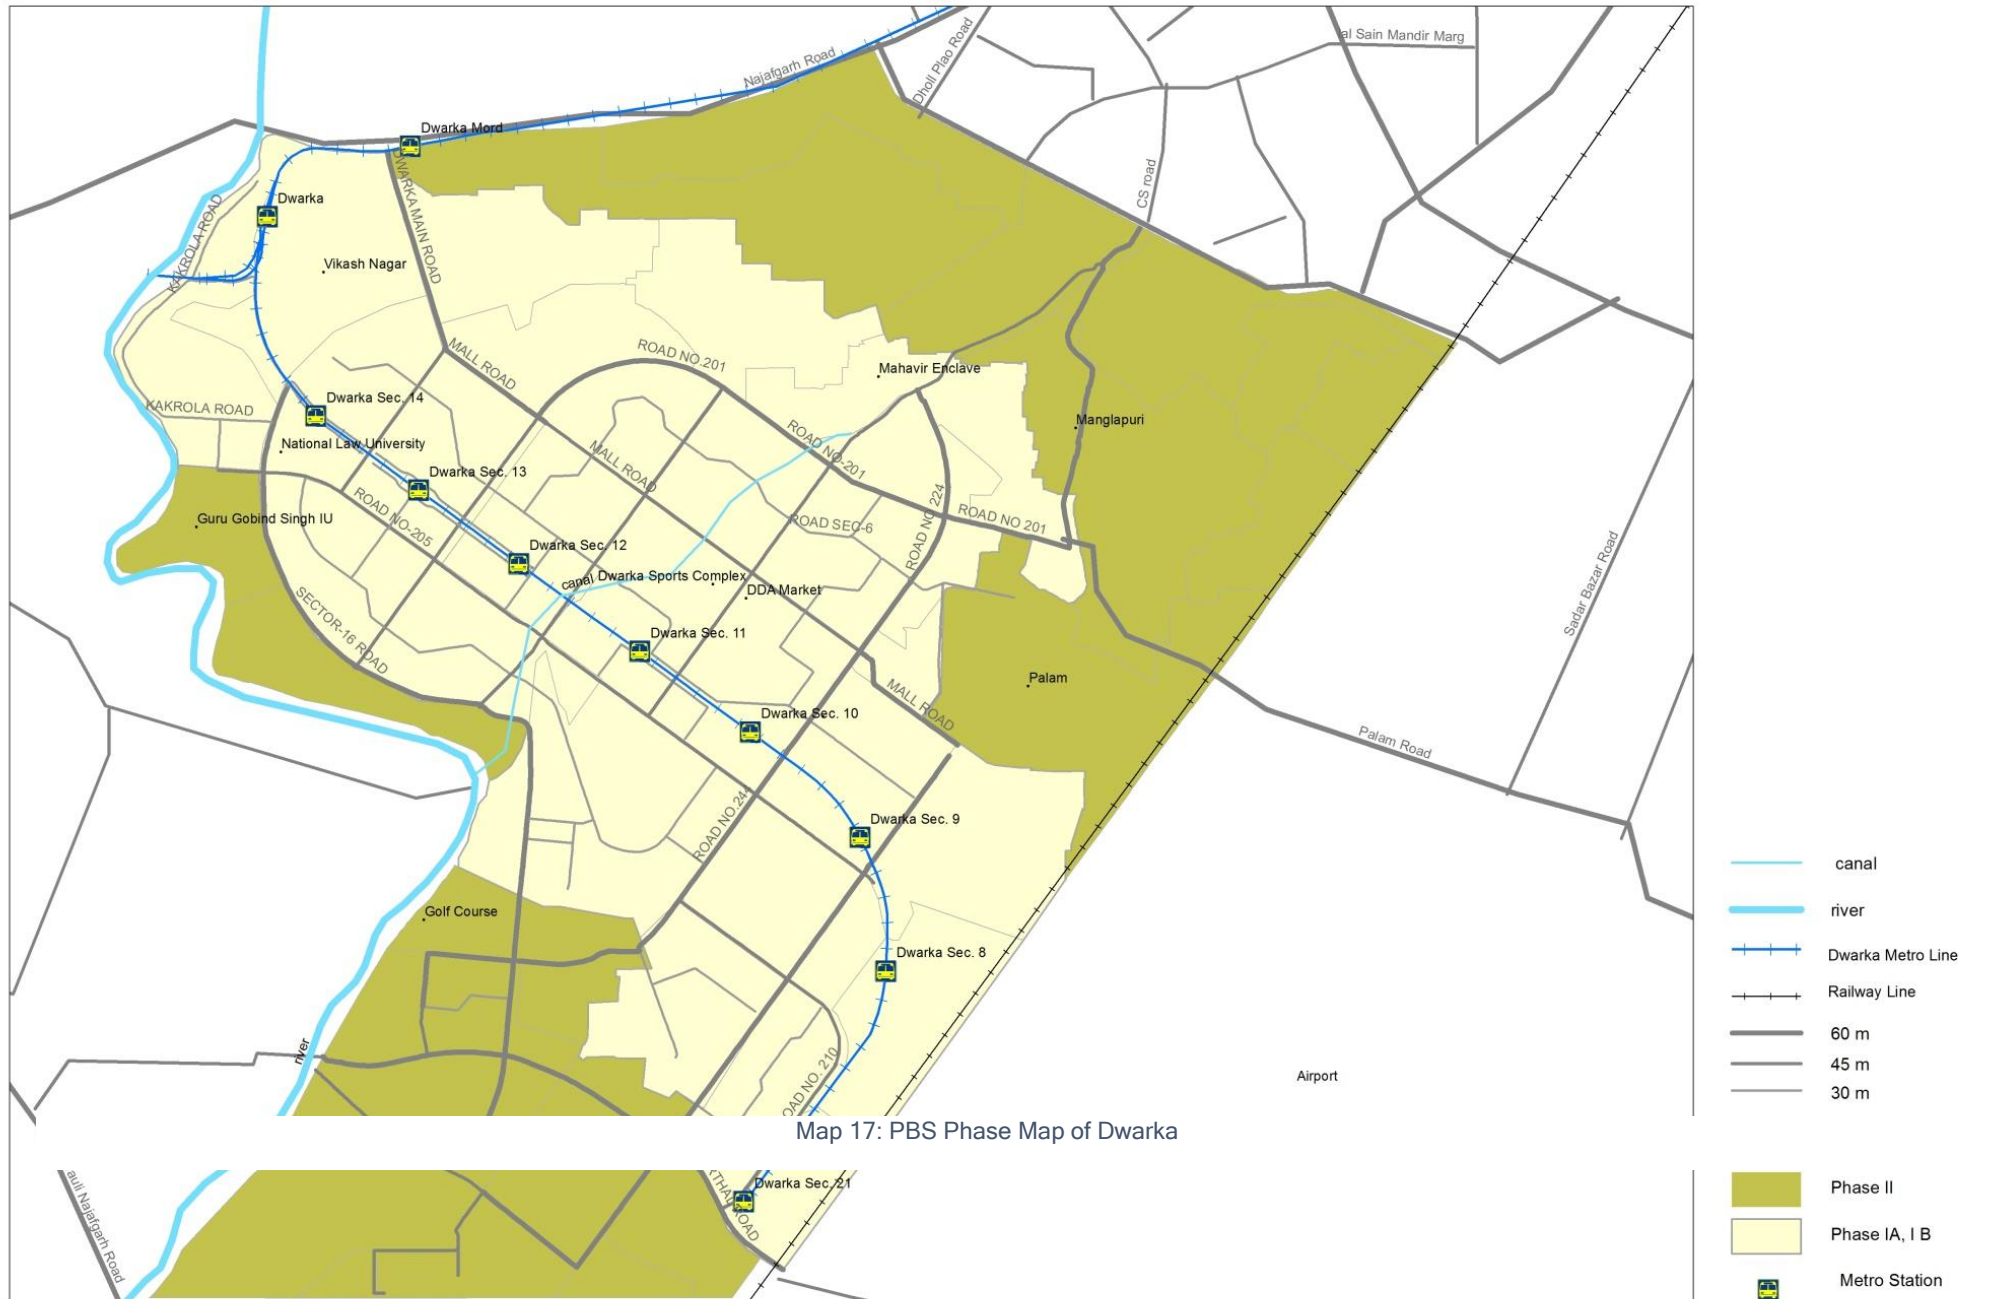 al Sain Mandir Marg
Najafgarh Road
Dholl Plao Road
Dwarka Mord
CS road
DWARKA MAIN ROAD
Dwarka
KAKROLA ROAD
Vikash Nagar
MALL ROAD
ROAD NO.201
Mahavir Enclave
Dwarka Sec. 14
KAKROLA ROAD
Manglapuri
National Law University
ROAD NO-201
MALL ROAD
Dwarka Sec. 13
ROAD NO-205
Guru Gobind Singh IU
ROAD SEC-6
ROAD NO.224
ROAD NO 201
Dwarka Sec. 12
canal
Dwarka Sports Complex
DDA Market
Sadar Bazar Road
SECTOR-16 ROAD
Dwarka Sec. 11
Palam
MALL ROAD
Dwarka Sec. 10
Palam Road
ROAD NO.244
Dwarka Sec. 9
canal
Golf Course
river
Dwarka Sec. 8
Dwarka Metro Line
Railway Line
60 m
river
45 m
Airport
30 m
OAD NO. 210
Map 17: PBS Phase Map of Dwarka
auli Najafgarh Road
RTHAL ROAD
Dwarka Sec. 21
Phase II
Phase IA, I B
Metro Station